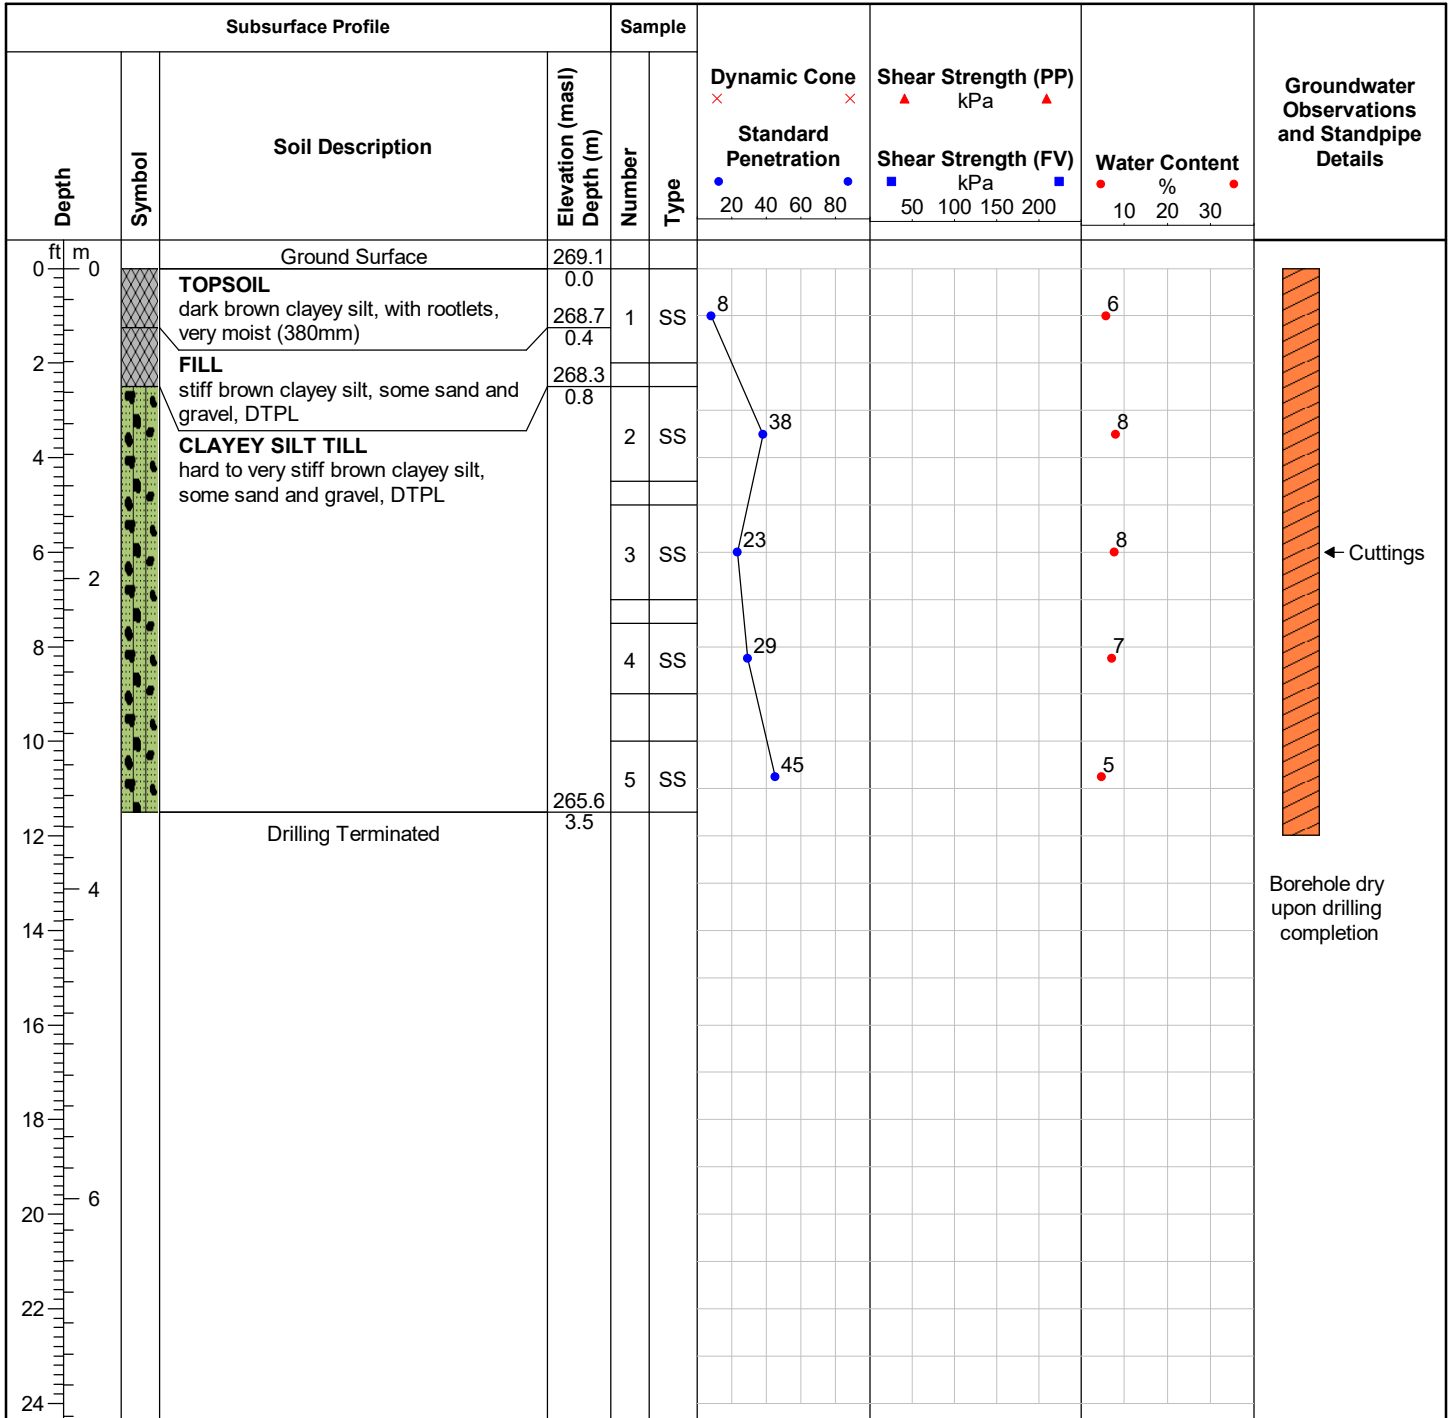 Subsurface Profile
Sample
Depth
Symbol
Soil Description
Elevation (masl)
Depth (m)
Number
Type
Dynamic Cone
Standard
Penetration
20 40 60 80
Shear Strength (PP)
kPa
Shear Strength (FV)
kPa
50 100 150 200
Water Content
%
10 20 30
Groundwater
Observations
and Standpipe
Details
ft m
Ground Surface
269.1
0 0
0.0
TOPSOIL
dark brown clayey silt, with rootlets,
very moist (380mm)
268.7
0.4
1 SS
8
6
2
FILL
stiff brown clayey silt, some sand and
gravel, DTPL
268.3
0.8
CLAYEY SILT TILL
hard to very stiff brown clayey silt,
some sand and gravel, DTPL
2 SS
38
8
4
3 SS
23
8
6
2
Cuttings
8
4 SS
29
7
10
5 SS
45
5
265.6
3.5
Drilling Terminated
12
4
Borehole dry
upon drilling
completion
14
16
18
6
20
22
24